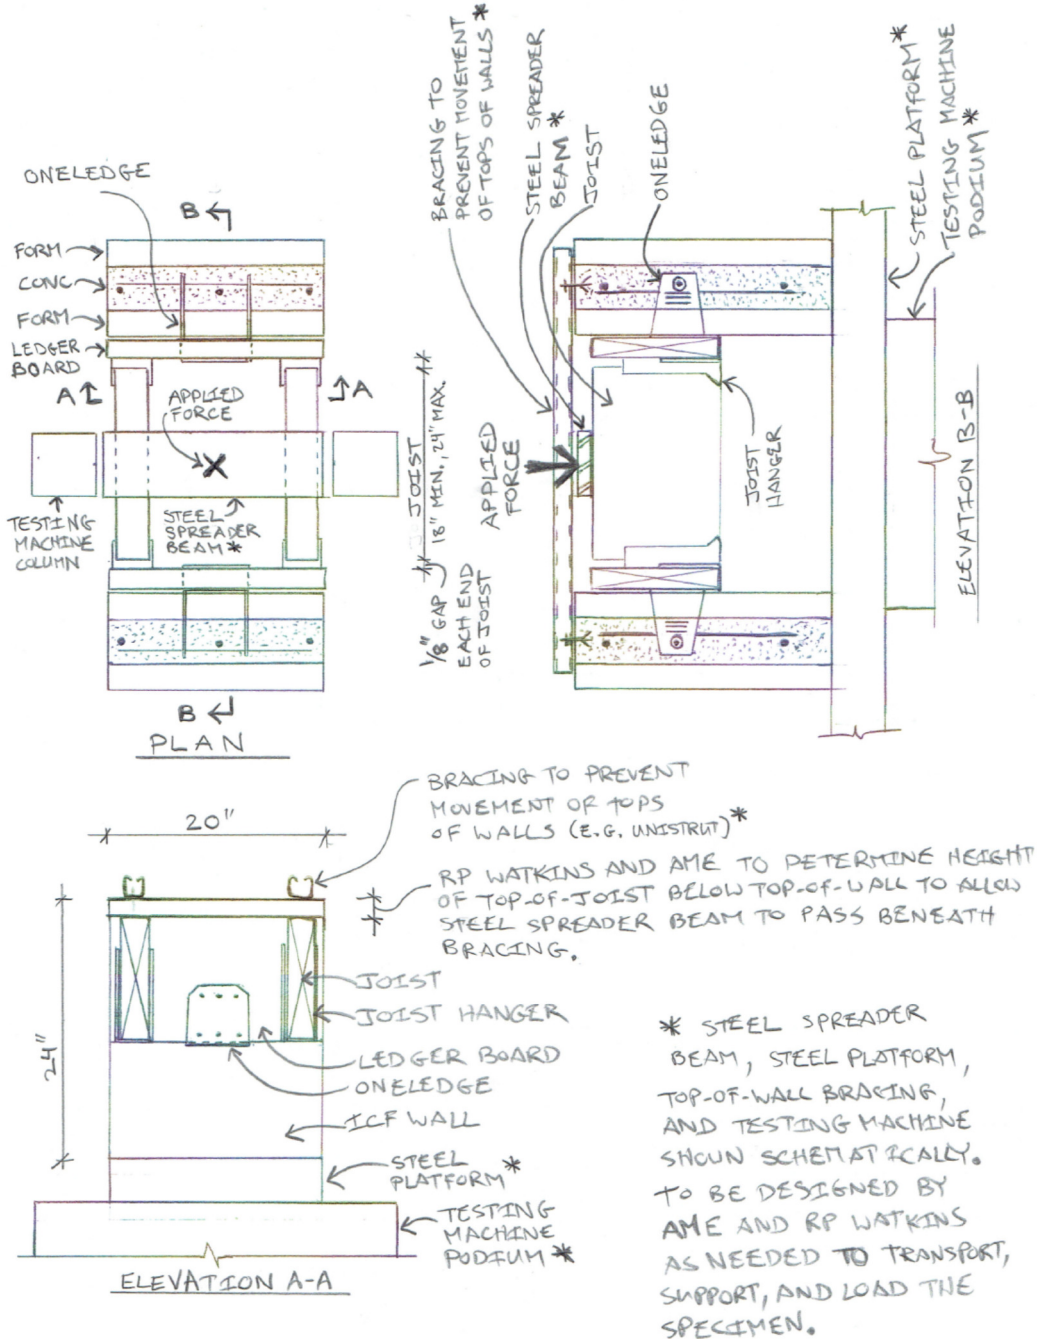 ONELEDGE
B
FORM
CONC
FORM
LEDGER
BOARD
A
A
APPLIED
FORCE
TESTING
MACHINE
COLUMN
STEEL
SPREADER
BEAM*
B
PLAN
JOIST
18" MIN., 24" MAX.
1/8" GAP
EACH END
OF JOIST
BRACING TO
PREVENT MOVEMENT
OF TOPS OF WALLS*
STEEL SPREADER
BEAM*
JOIST
ONELEDGE
STEEL PLATFORM*
TESTING MACHINE
PODIUM*
APPLIED
FORCE
JOIST
HANGER
ELEVATION B-B
BRACING TO PREVENT
MOVEMENT OF TOPS
OF WALLS (E.G. UNISTRUT)*
RP WATKINS AND AME TO DETERMINE HEIGHT
OF TOP-OF-JOIST BELOW TOP-OF-WALL TO ALLOW
STEEL SPREADER BEAM TO PASS BENEATH
BRACING.
20"
24"
JOIST
JOIST HANGER
LEDGER BOARD
ONELEDGE
ICF WALL
STEEL
PLATFORM*
TESTING
MACHINE
PODIUM*
ELEVATION A-A
* STEEL SPREADER
BEAM, STEEL PLATFORM,
TOP-OF-WALL BRACING,
AND TESTING MACHINE
SHOWN SCHEMATICALLY.
TO BE DESIGNED BY
AME AND RP WATKINS
AS NEEDED TO TRANSPORT,
SUPPORT, AND LOAD THE
SPECIMEN.